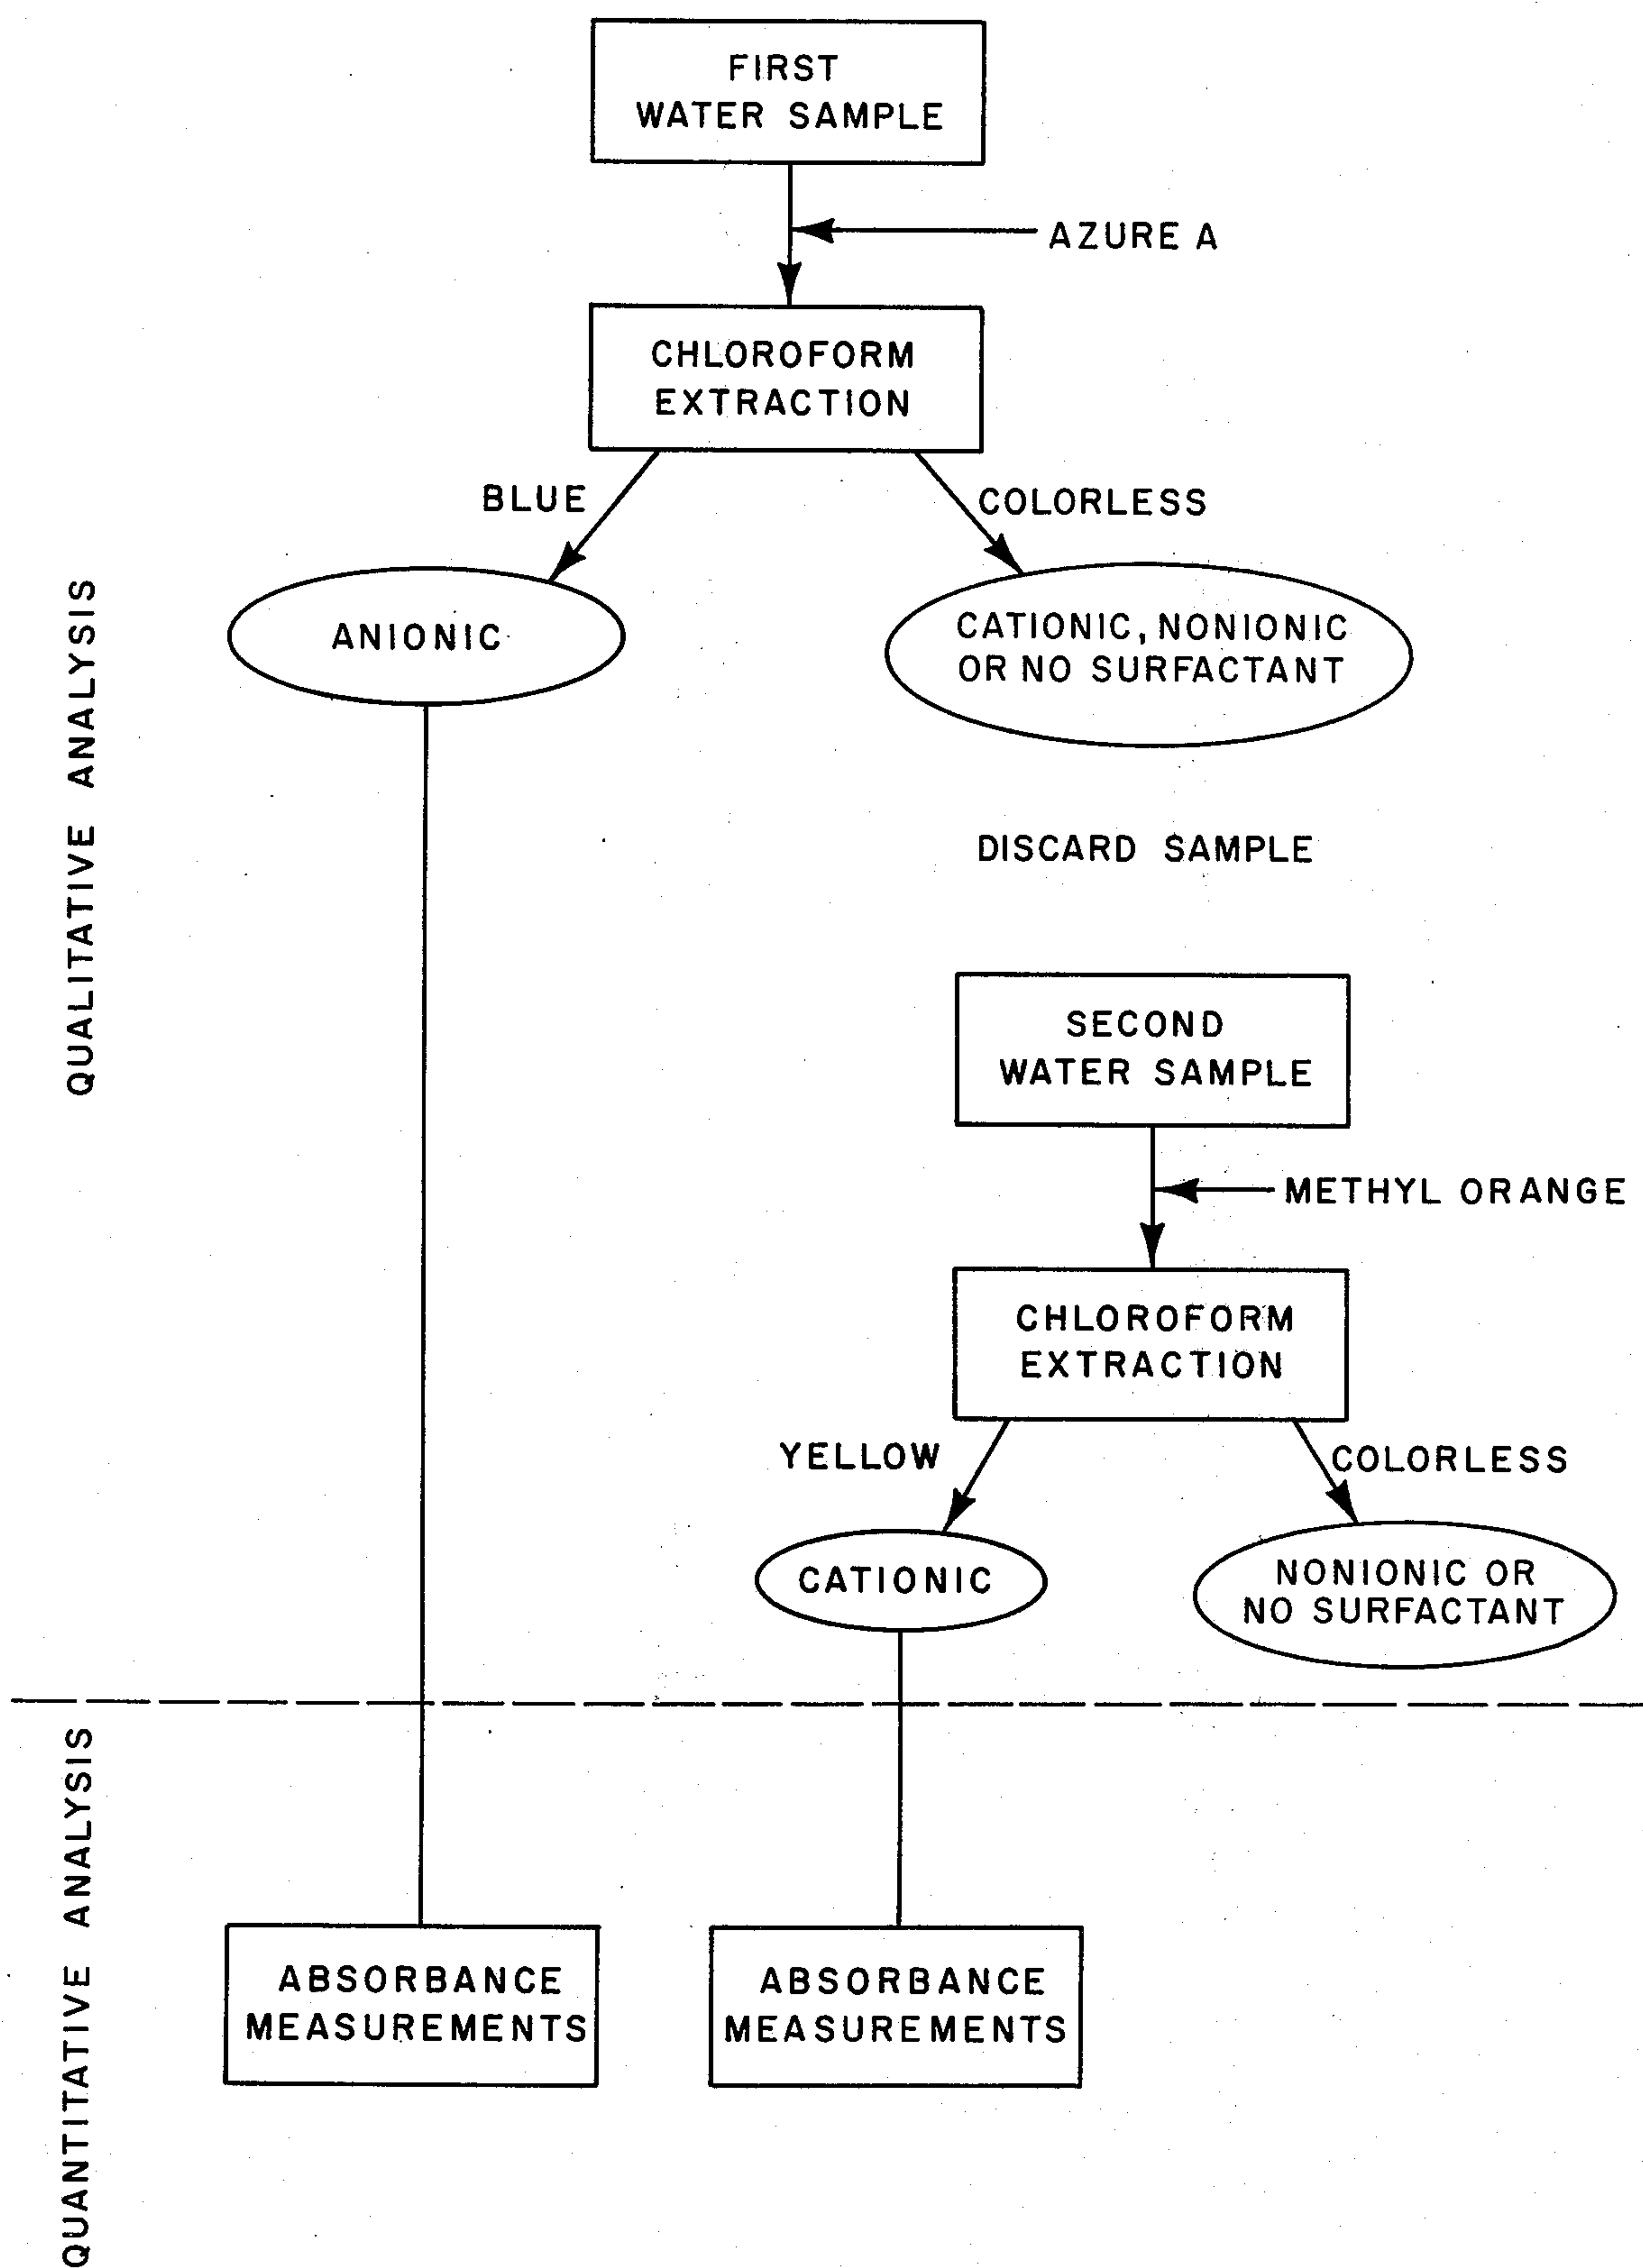 FIRST
WATER SAMPLE
AZURE A
CHLOROFORM
EXTRACTION
BLUE
COLORLESS
ANIONIC
CATIONIC, NONIONIC
OR NO SURFACTANT
DISCARD SAMPLE
SECOND
WATER SAMPLE
METHYL ORANGE
CHLOROFORM
EXTRACTION
YELLOW
COLORLESS
CATIONIC
NONIONIC OR
NO SURFACTANT
QUALITATIVE ANALYSIS
ABSORBANCE
MEASUREMENTS
ABSORBANCE
MEASUREMENTS
QUANTITATIVE ANALYSIS